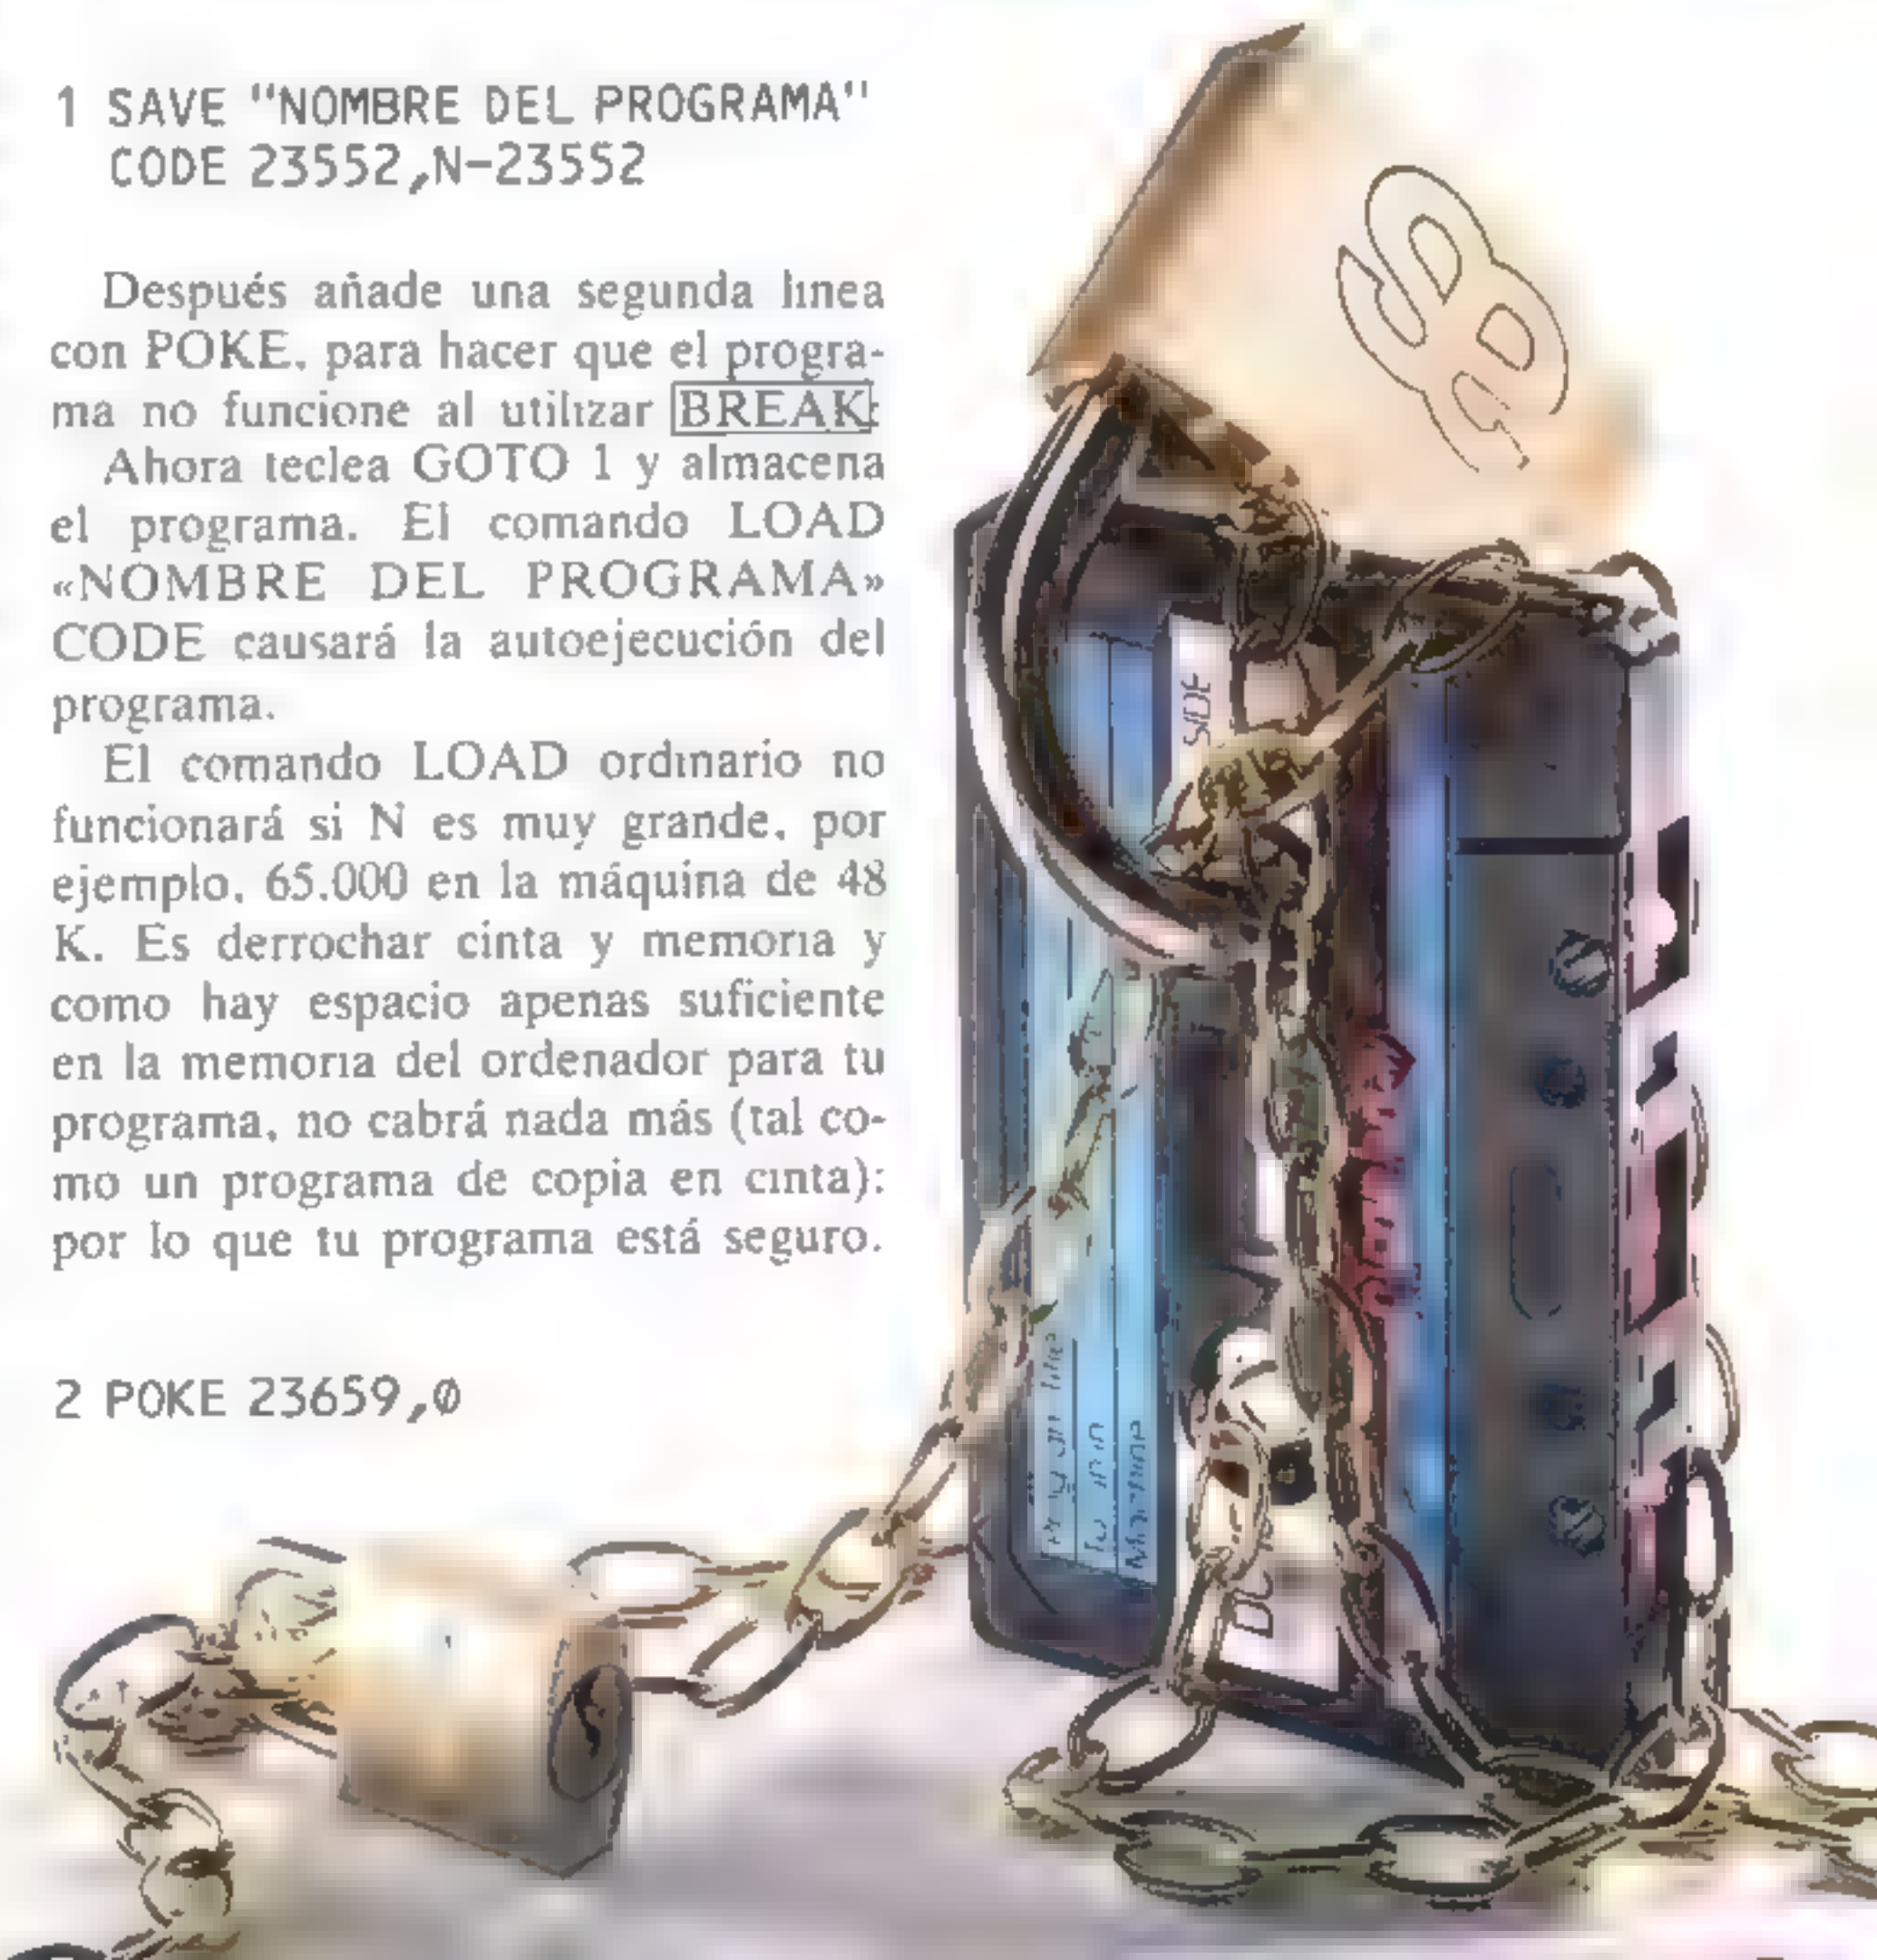 1 SAVE "NOMBRE DEL PROGRAMA"
CODE 23552,N-23552
Después añade una segunda línea
con POKE, para hacer que el progra-
ma no funcione al utilizar BREAK:
Ahora teclea GOTO 1 y almacena
el programa. El comando LOAD
«NOMBRE DEL PROGRAMA»
CODE causará la autoejecución del
programa.
El comando LOAD ordinario no
funcionará si N es muy grande, por
ejemplo, 65.000 en la máquina de 48
K. Es derrochar cinta y memoria y
como hay espacio apenas suficiente
en la memoria del ordenador para tu
programa, no cabrá nada más (tal co-
mo un programa de copia en cinta):
por lo que tu programa está seguro.
2 POKE 23659,0
SIDE